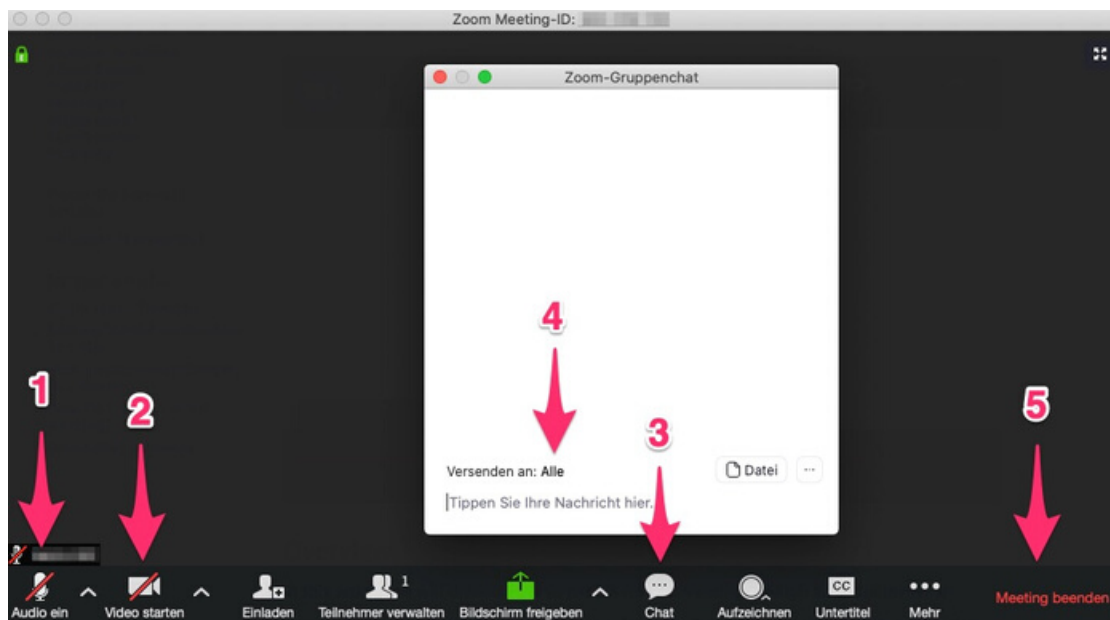 Zoom Meeting-ID:
Zoom-Gruppenchat
4
1
2
5
3
Versenden an: Alle
Datei
Tippen Sie Ihre Nachricht hier.
1
Audio ein
Video starten
Einladen
Teilnehmer verwalten
Bildschirm freigeben
Chat
Aufzeichnen
CC
Untertitel
Mehr
Meeting beenden